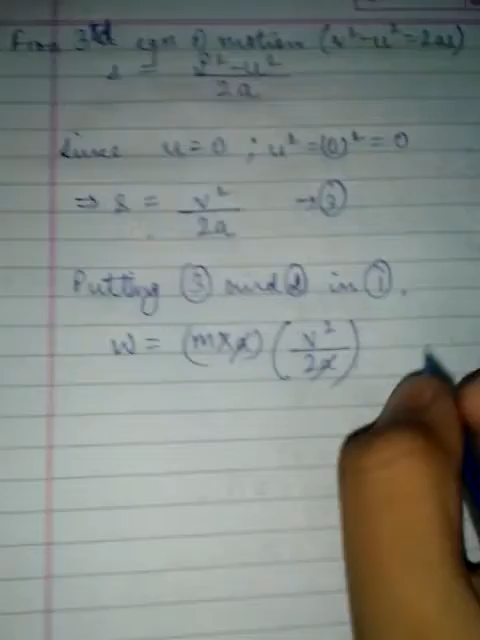 From 3rd eqn of motion (v² - u² = 2as)
s = v² - u² / 2a
Since u = 0 ; u² = (0)² = 0
⇒ s = v² / 2a → ③
Putting ③ and ② in ①.
W = (m × a) (v² / 2a)